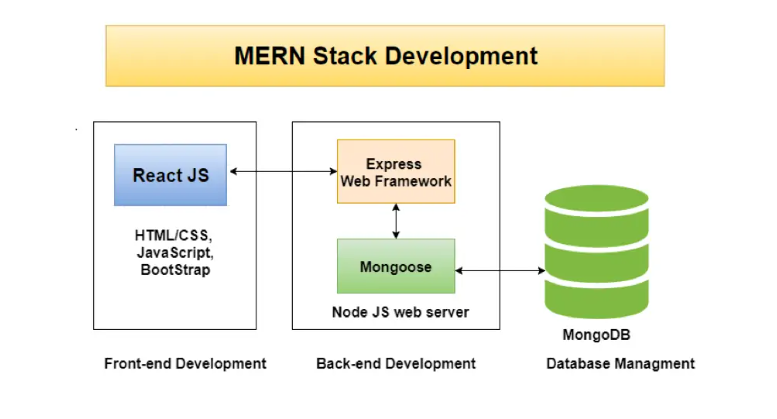 MERN Stack Development
React JS
HTML/CSS,
JavaScript,
BootStrap
Front-end Development
Express
Web Framework
Mongoose
Node JS web server
Back-end Development
MongoDB
Database Managment